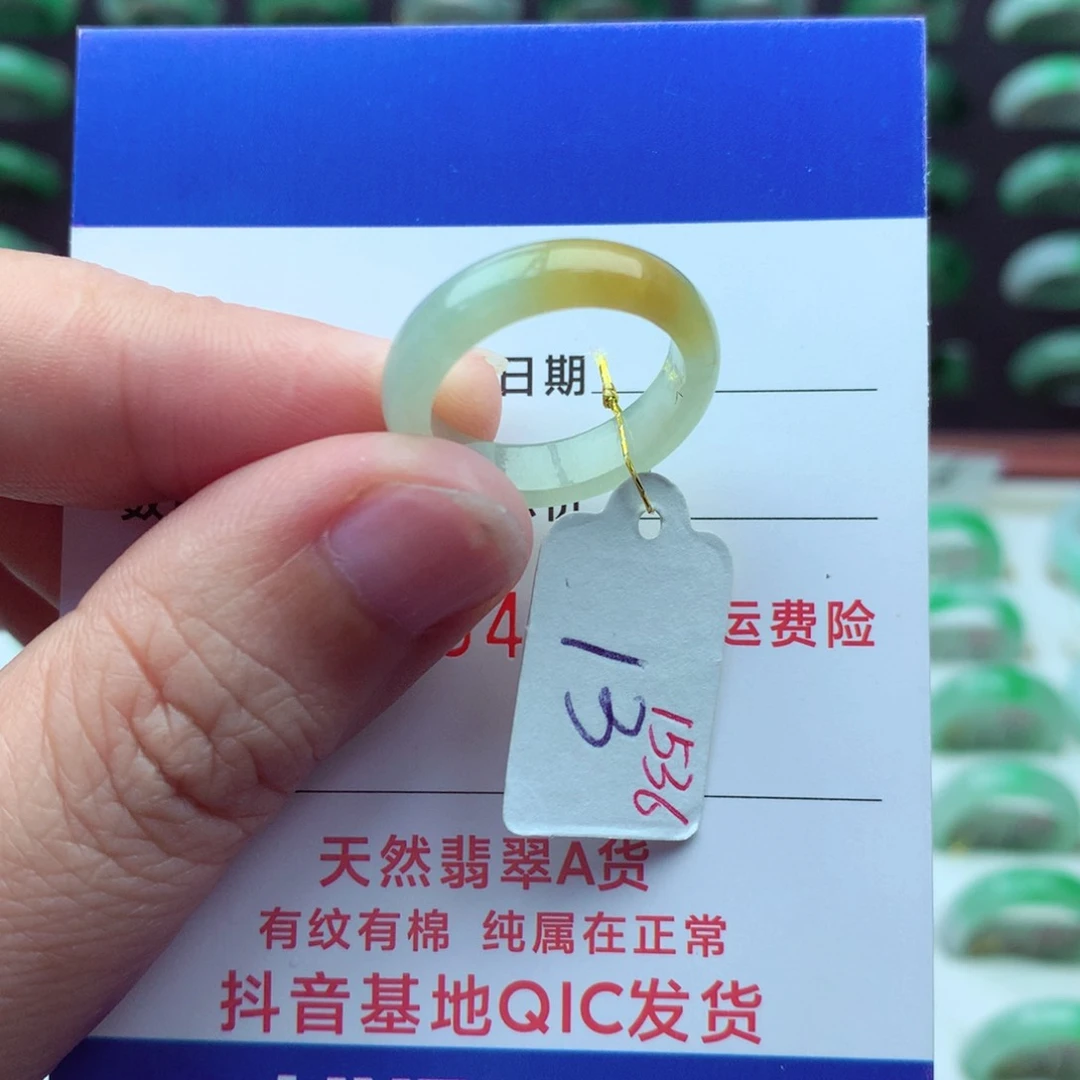 日期
4
运费险
13
1536
天然翡翠A货
有纹有棉 纯属在正常
抖音基地QIC发货